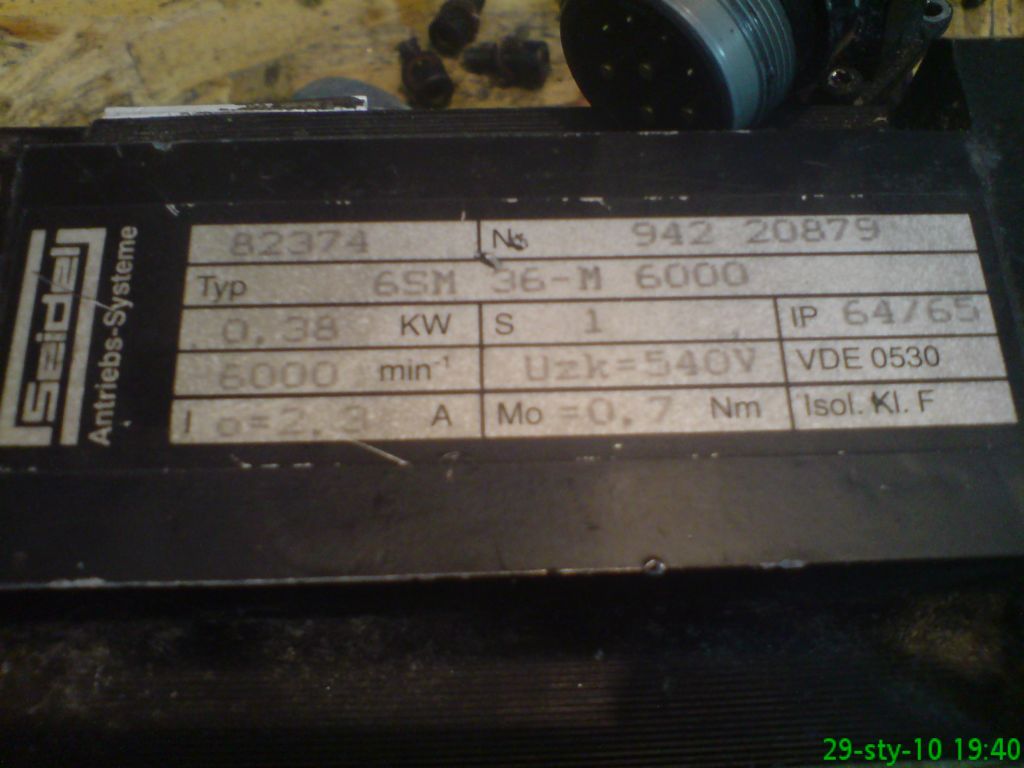 Seidel
Antriebs-Systeme
82374 No 942 20879
Typ 6SM 36-M 6000
0,38 KW S 1 IP 64/65
6000 min⁻¹ Uzk=540V VDE 0530
I o=2,3 A Mo =0,7 Nm Isol. Kl. F
29-sty-10 19:40